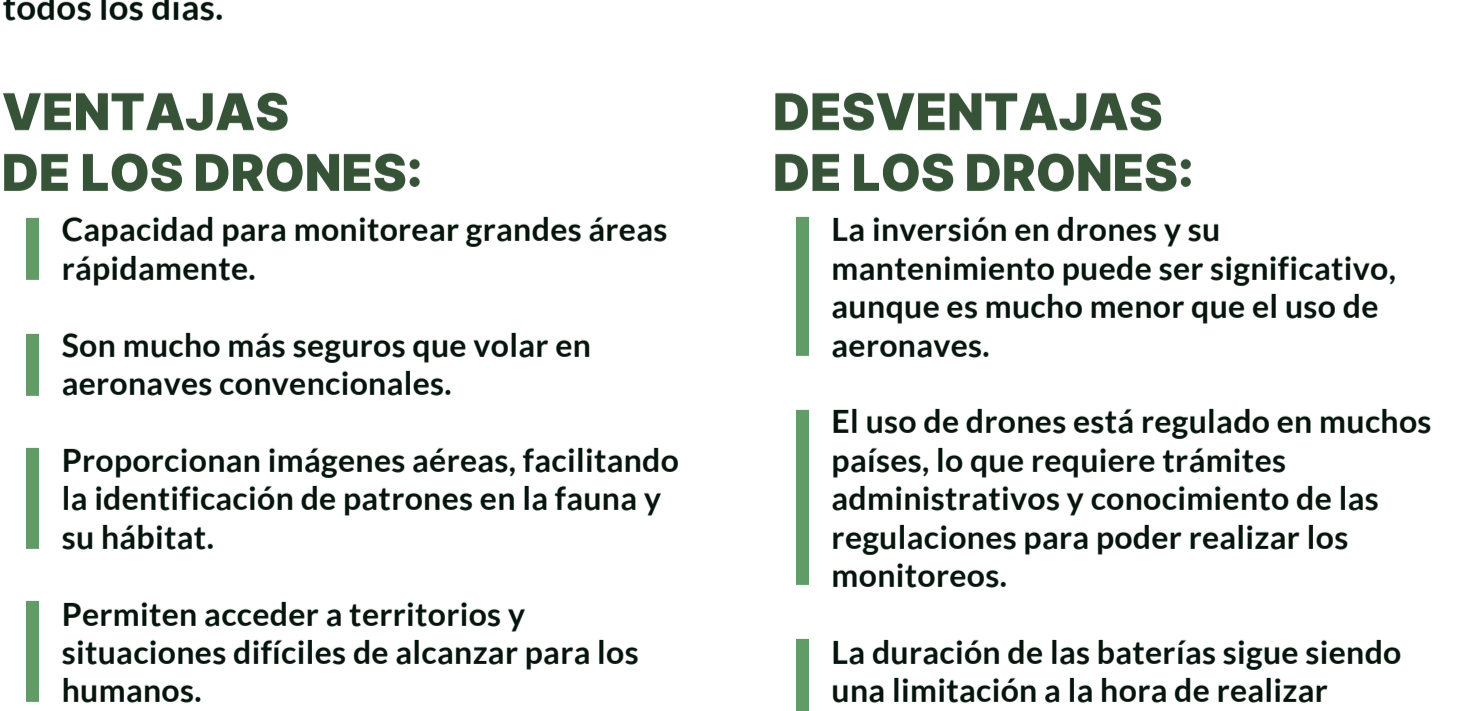 todos los días.
VENTAJAS
DE LOS DRONES:
Capacidad para monitorear grandes áreas
rápidamente.
Son mucho más seguros que volar en
aeronaves convencionales.
Proporcionan imágenes aéreas, facilitando
la identificación de patrones en la fauna y
su hábitat.
Permiten acceder a territorios y
situaciones difíciles de alcanzar para los
humanos.
DESVENTAJAS
DE LOS DRONES:
La inversión en drones y su
mantenimiento puede ser significativo,
aunque es mucho menor que el uso de
aeronaves.
El uso de drones está regulado en muchos
países, lo que requiere trámites
administrativos y conocimiento de las
regulaciones para poder realizar los
monitoreos.
La duración de las baterías sigue siendo
una limitación a la hora de realizar